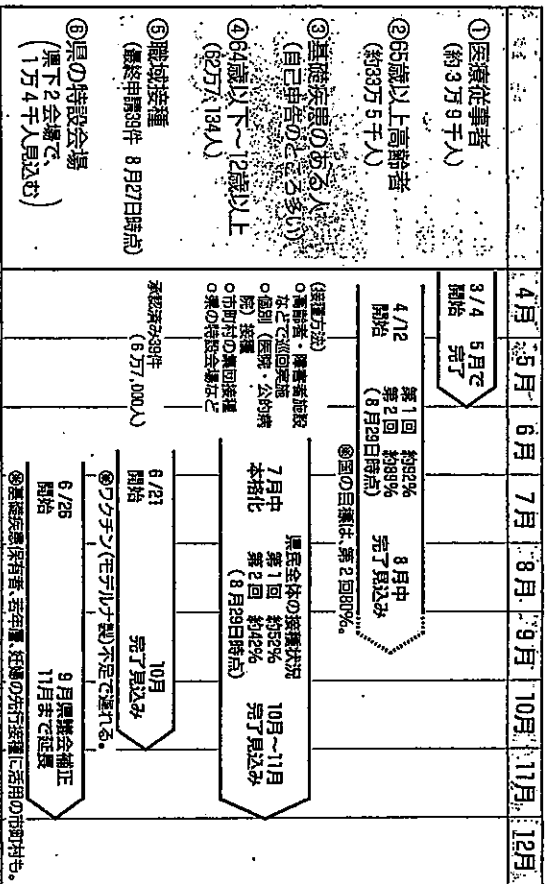 4月 5月 6月 7月 8月 9月 10月 11月 12月
①医療従事者
(約3万9千人)
3/4 5月で
開始 完了
②65歳以上高齢者
(約33万5千人)
4/12
開始
第1回 約92%
第2回 約89%
(8月29日時点)
8月中
完了見込み
※国の目標は、第2回80%。
③基礎疾患のある人
(自己申告のところ多い)
④64歳以下~12歳以上
(62万7,134人)
(接種方法)
○高齢者・障害者施設
などで巡回実施
○個別(医院・公的病
院)接種
○市町村の集団接種
○県の特設会場など
7月中
本格化
県民全体の接種状況
第1回 約52%
第2回 約42%
(8月29日時点)
10月~11月
完了見込み
⑤職域接種
(最終申請39件 8月27日時点)
承認済み39件
(6万7,000人)
6/21
開始
10月
完了見込み
※ワクチン(モデルナ製)不足で遅れる。
⑥県の特設会場
(県下2会場で、
1万4千人見込む)
6/26
開始
9月県議会補正
11月まで延長
※基礎疾患保有者、若年層、妊婦の先行接種に活用の市町村も。